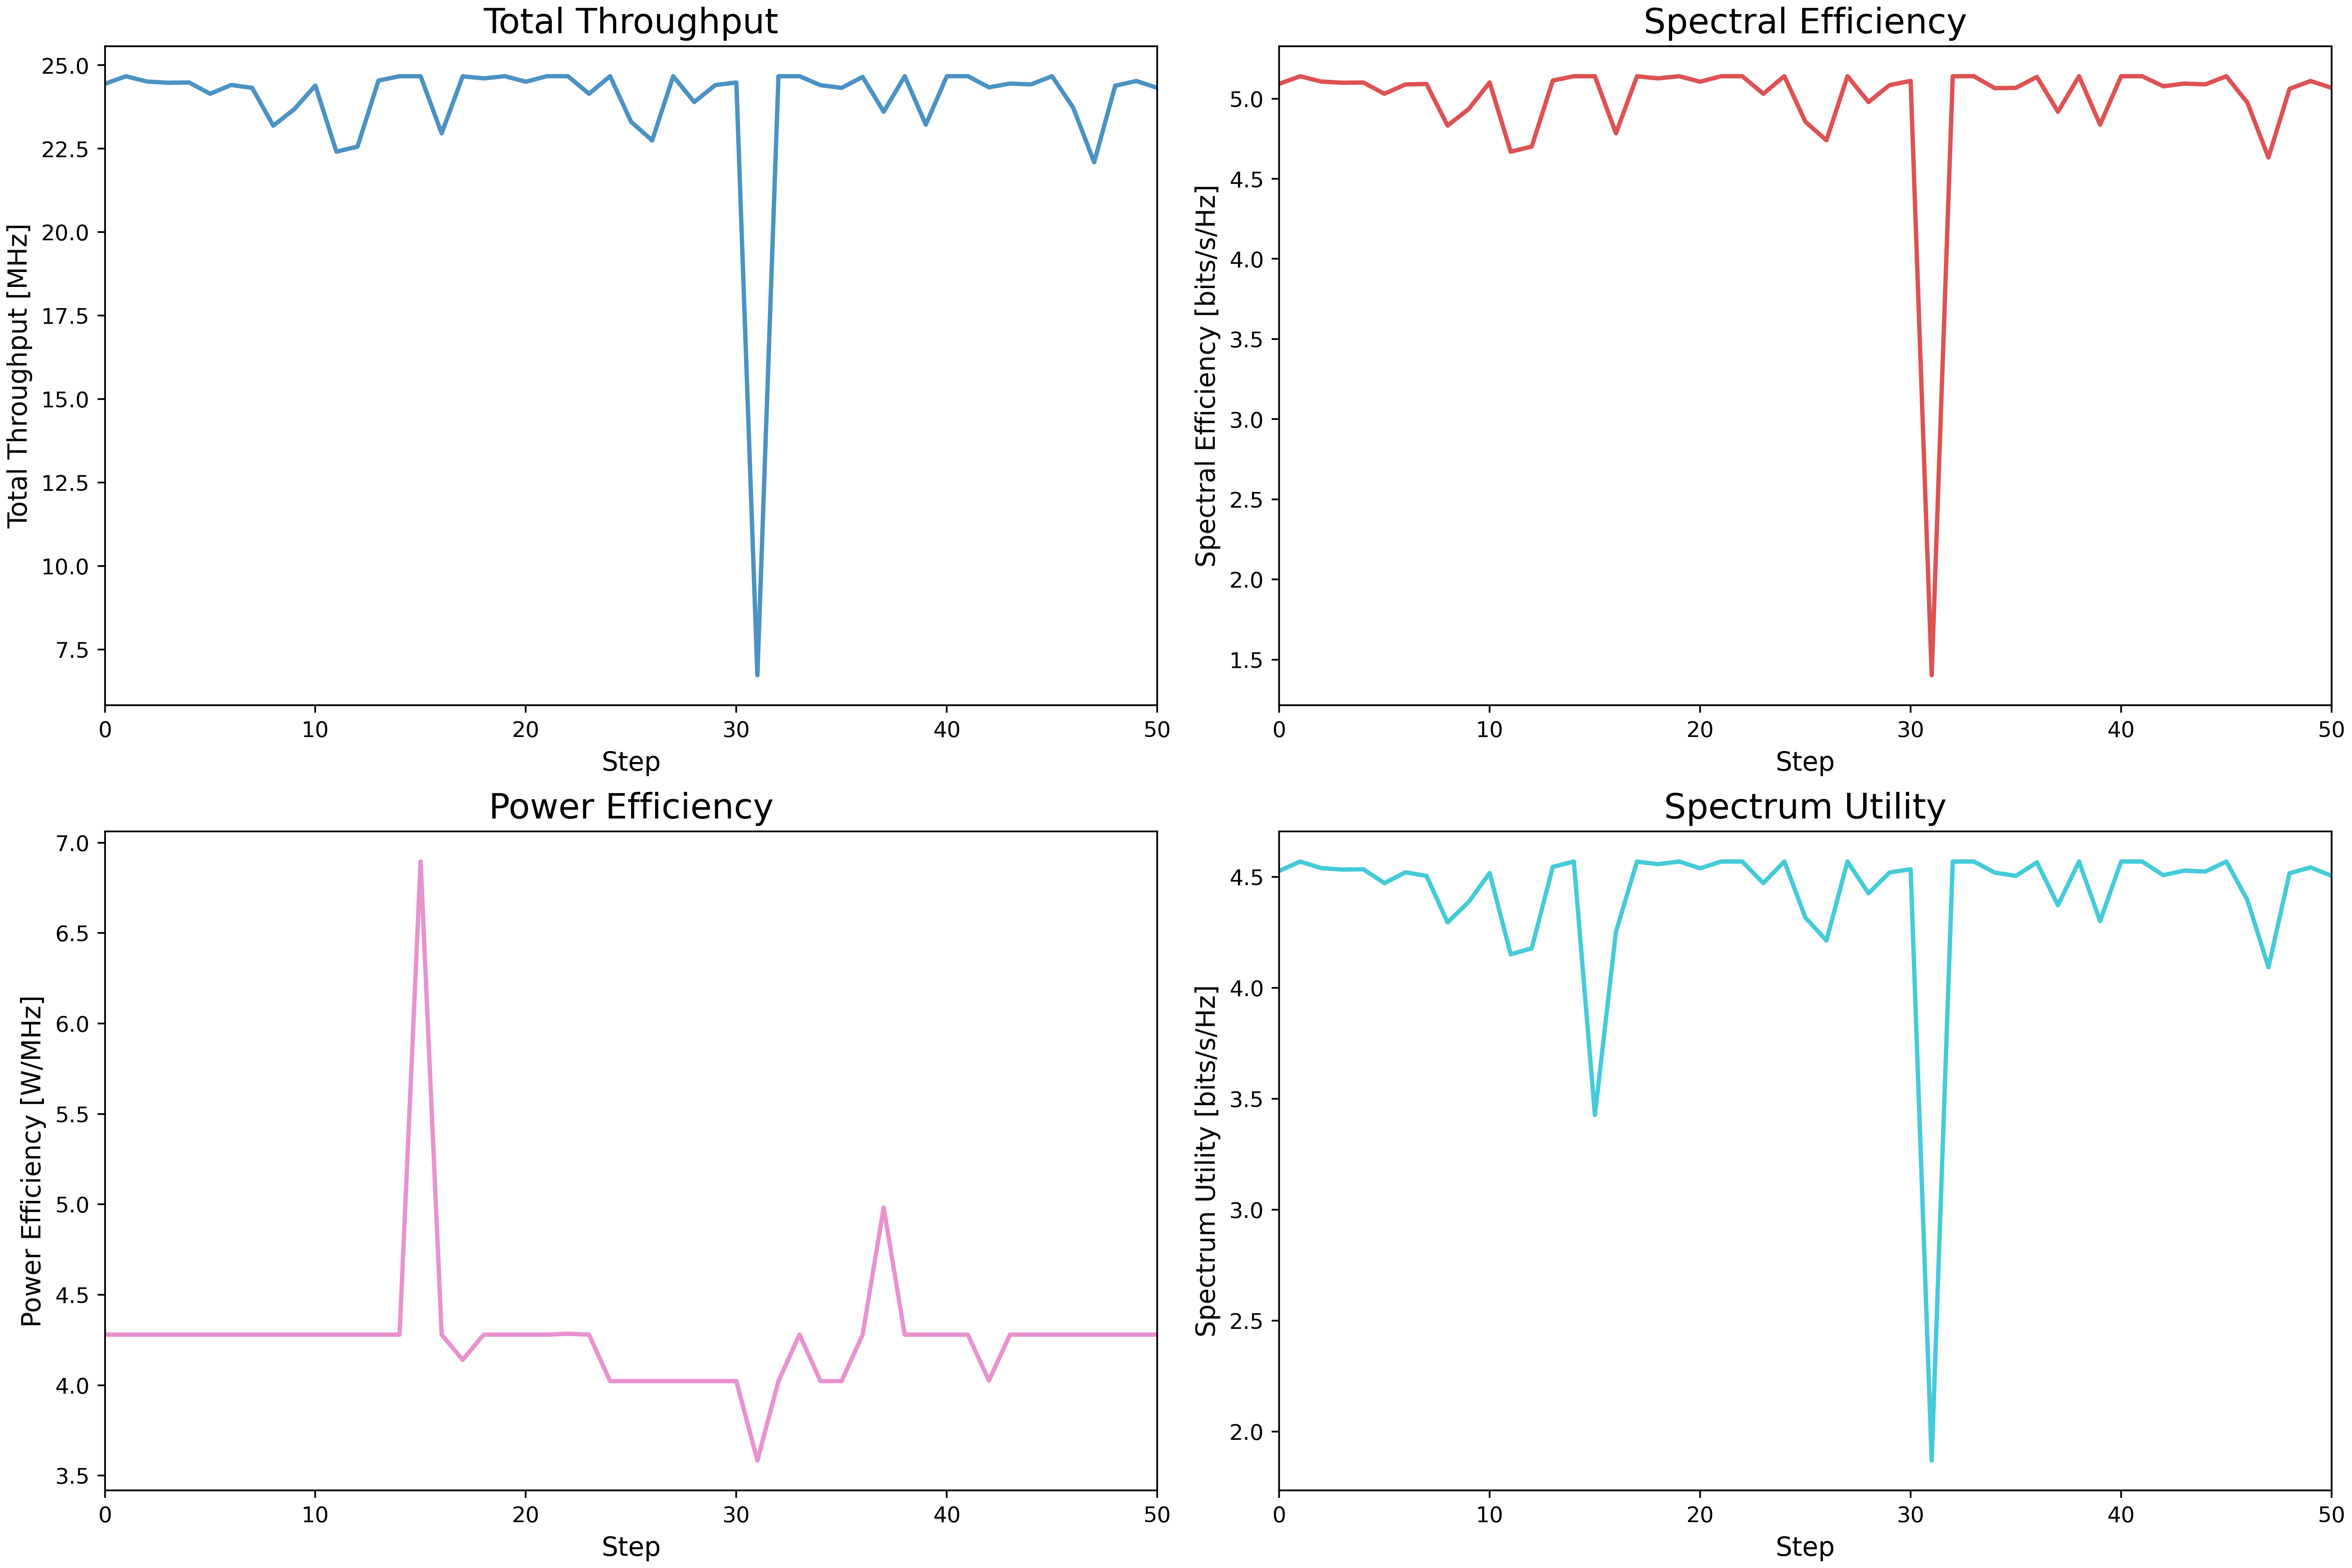 Total Throughput
Total Throughput [MHz]
25.0
22.5
20.0
17.5
15.0
12.5
10.0
7.5
0 10 20 30 40 50
Step
Spectral Efficiency
Spectral Efficiency [bits/s/Hz]
5.0
4.5
4.0
3.5
3.0
2.5
2.0
1.5
0 10 20 30 40 50
Step
Power Efficiency
Power Efficiency [W/MHz]
7.0
6.5
6.0
5.5
5.0
4.5
4.0
3.5
0 10 20 30 40 50
Step
Spectrum Utility
Spectrum Utility [bits/s/Hz]
4.5
4.0
3.5
3.0
2.5
2.0
0 10 20 30 40 50
Step